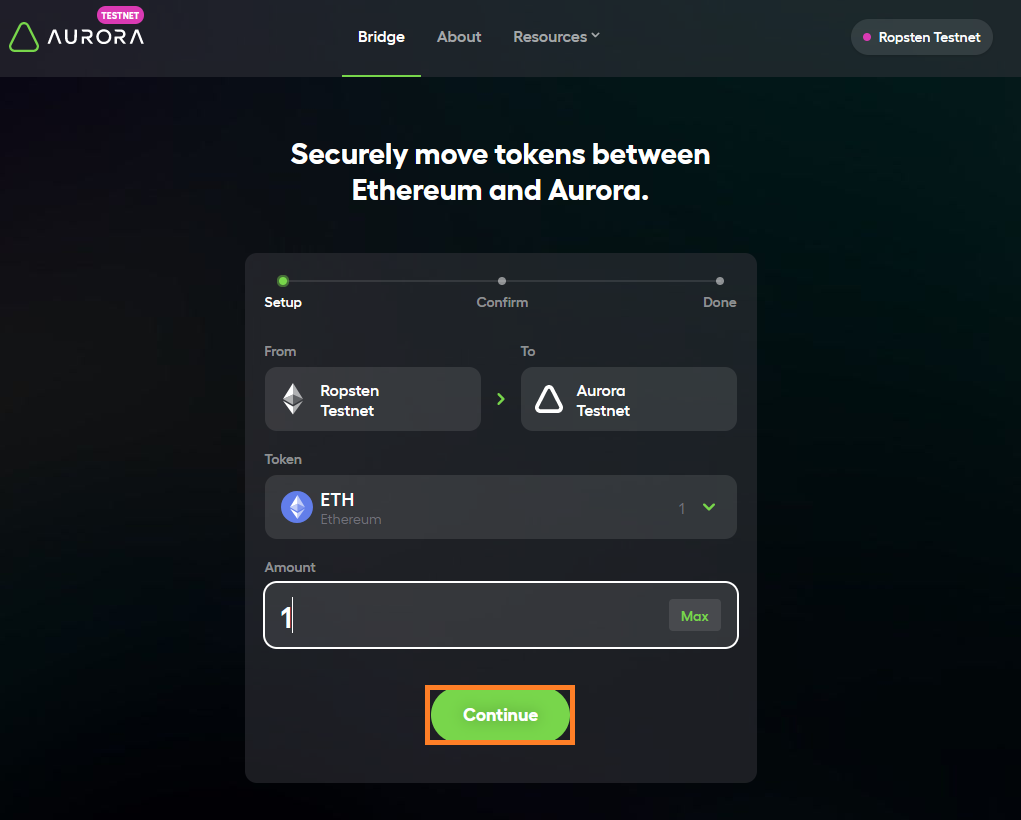 TESTNET
AURORA
Bridge
About
Resources
Ropsten Testnet
Securely move tokens between
Ethereum and Aurora.
Setup
Confirm
Done
From
To
Ropsten
Testnet
Aurora
Testnet
Token
ETH
Ethereum
1
Amount
1
Max
Continue